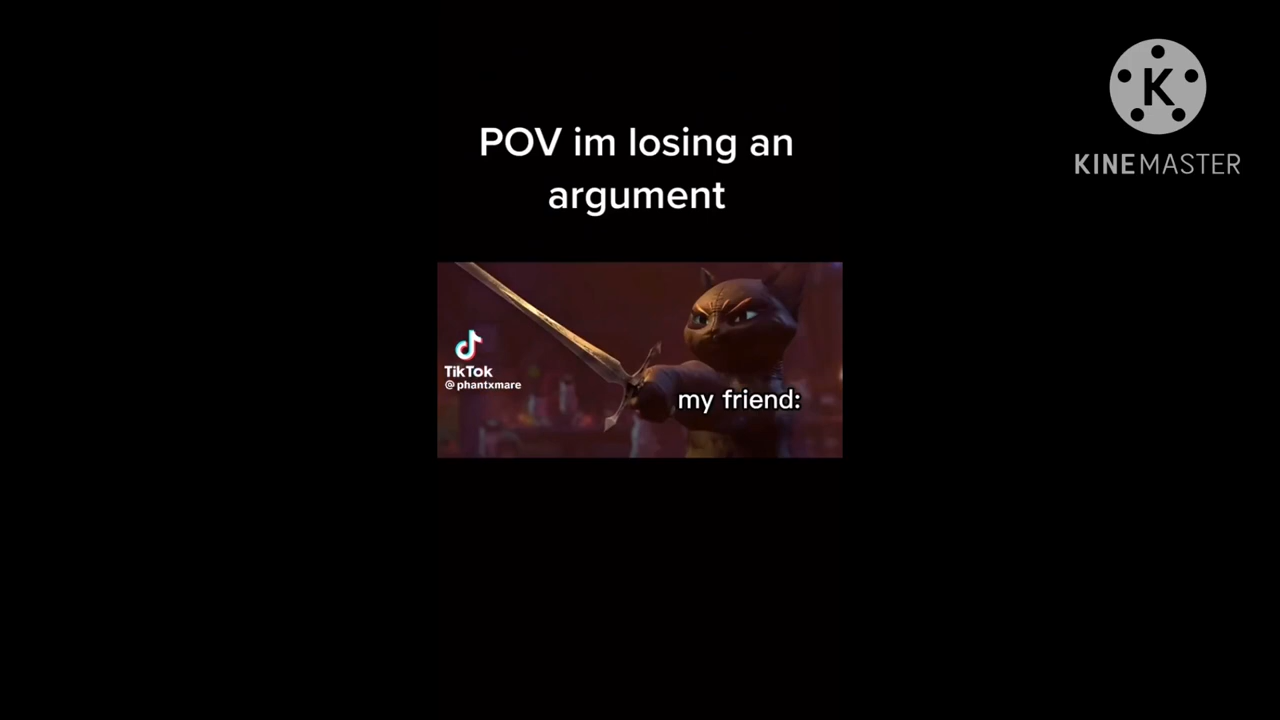 POV im losing an
argument
K
KINEMASTER
TikTok
@ phantxmare
my friend: